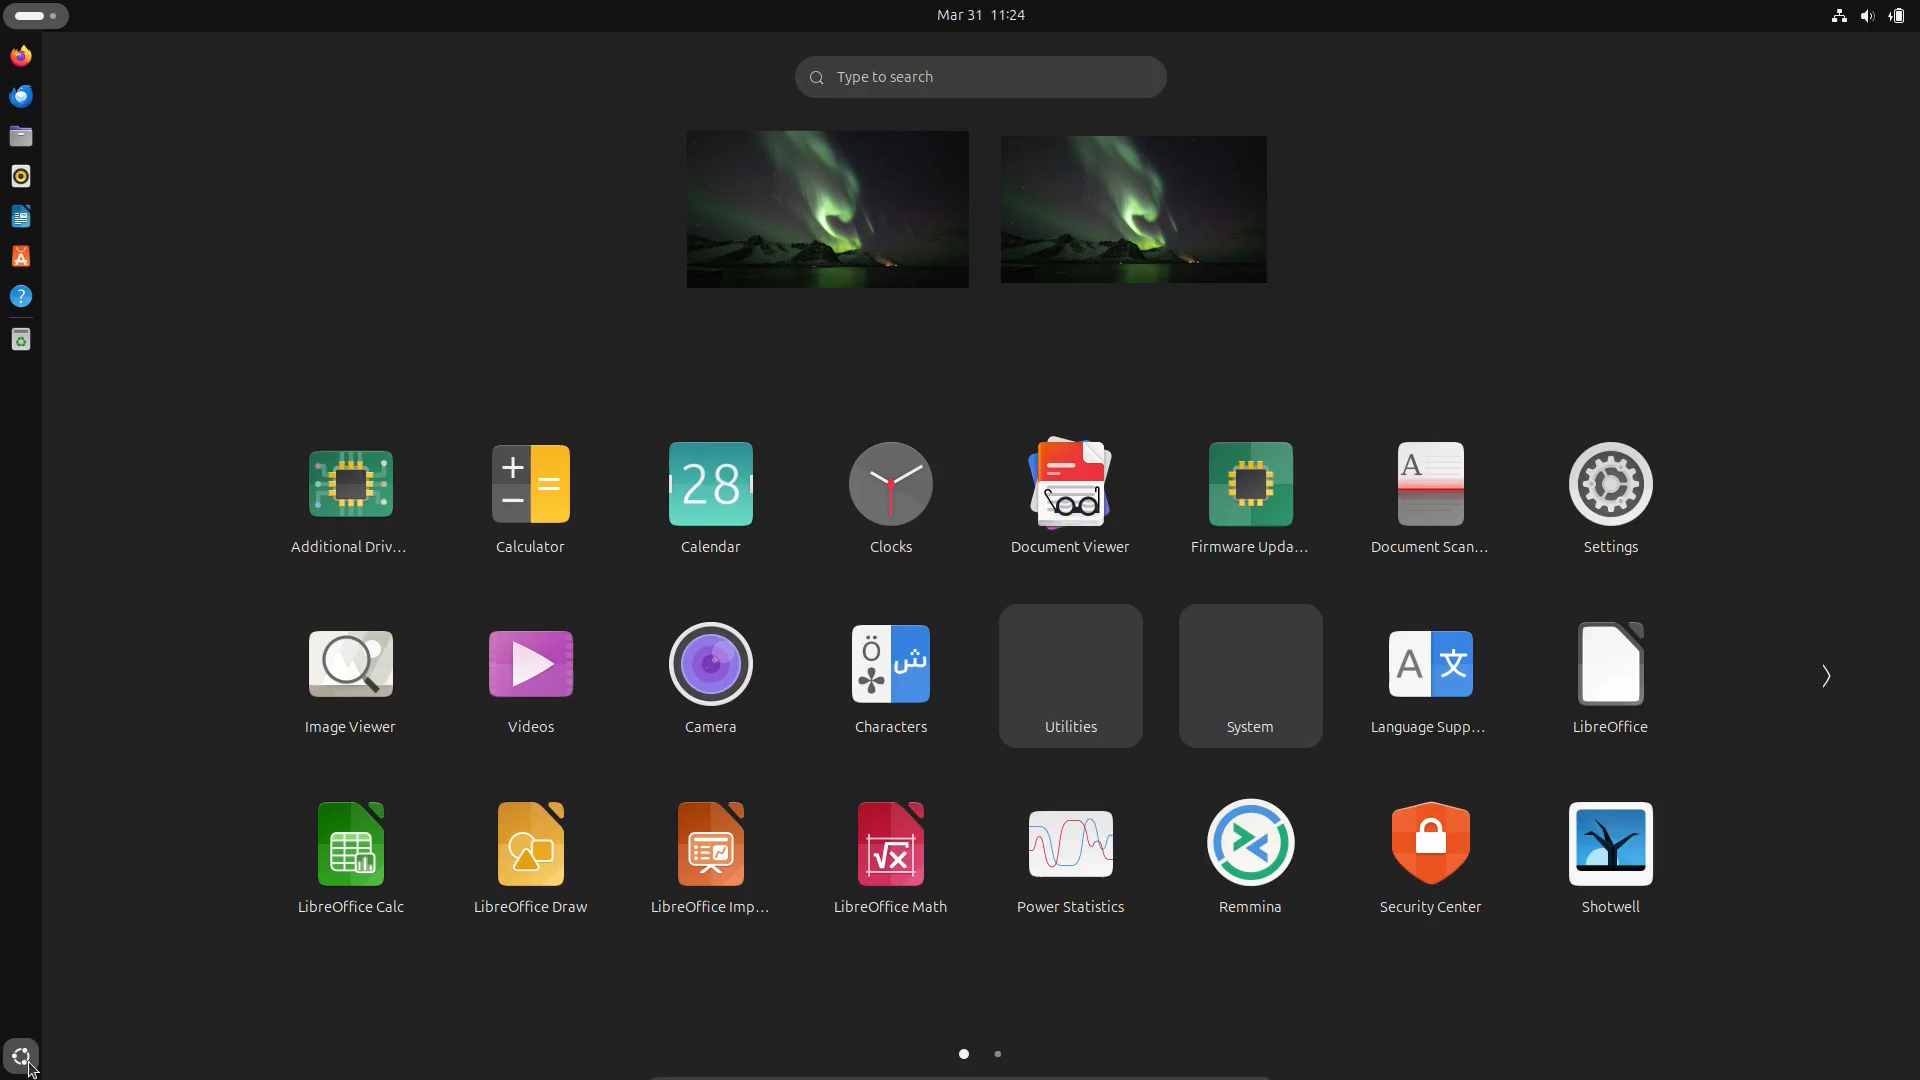 Mar 31 11:24
Type to search
28
Additional Driv...
Calculator
Calendar
Clocks
Document Viewer
Firmware Upda...
A
Document Scan...
Settings
Image Viewer
Videos
Camera
Ö ش
Characters
Utilities
System
A 文
Language Supp...
LibreOffice
LibreOffice Calc
LibreOffice Draw
LibreOffice Imp...
√x
LibreOffice Math
Power Statistics
Remmina
Security Center
Shotwell